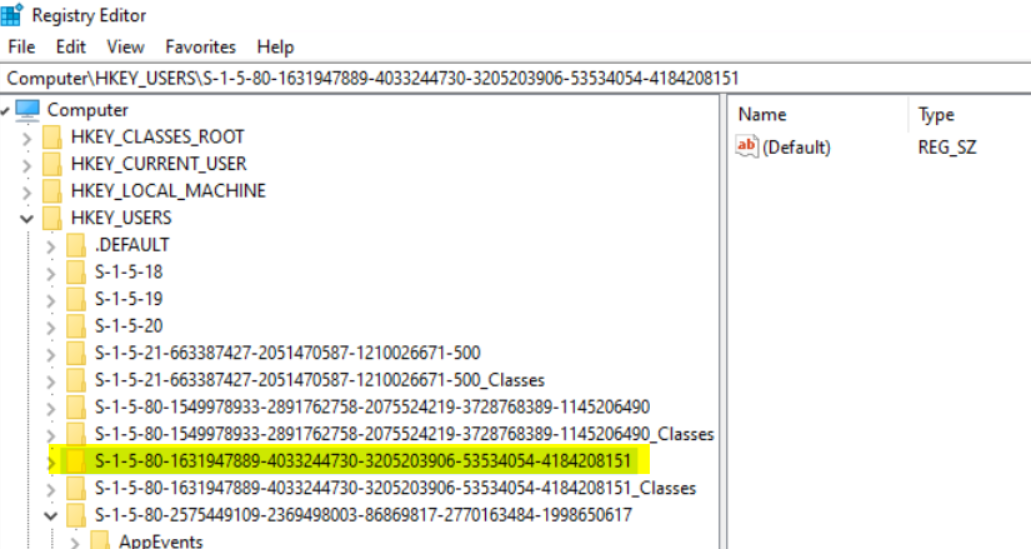 Registry Editor
File Edit View Favorites Help
Computer\HKEY_USERS\S-1-5-80-1631947889-4033244730-3205203906-53534054-4184208151
Computer
HKEY_CLASSES_ROOT
HKEY_CURRENT_USER
HKEY_LOCAL_MACHINE
HKEY_USERS
.DEFAULT
S-1-5-18
S-1-5-19
S-1-5-20
S-1-5-21-663387427-2051470587-1210026671-500
S-1-5-21-663387427-2051470587-1210026671-500_Classes
S-1-5-80-1549978933-2891762758-2075524219-3728768389-1145206490
S-1-5-80-1549978933-2891762758-2075524219-3728768389-1145206490_Classes
S-1-5-80-1631947889-4033244730-3205203906-53534054-4184208151
S-1-5-80-1631947889-4033244730-3205203906-53534054-4184208151_Classes
S-1-5-80-2575449109-2369498003-86869817-2770163484-1998650617
AppEvents
Name Type
ab (Default) REG_SZ